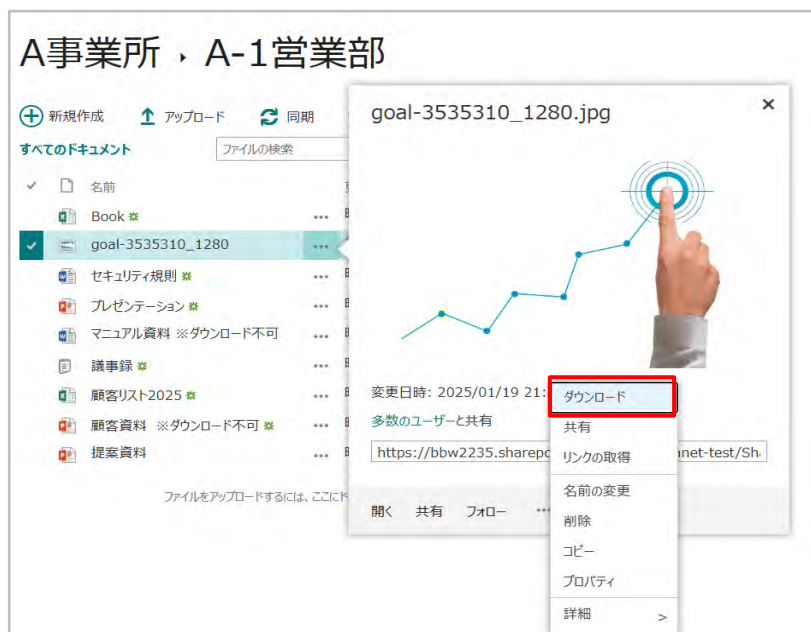 A事業所 ▸ A-1営業部
新規作成 アップロード 同期
すべてのドキュメント ファイルの検索
名前
Book
goal-3535310_1280 ...
セキュリティ規則 ...
プレゼンテーション ...
マニュアル資料 ※ダウンロード不可 ...
議事録 ...
顧客リスト2025 ...
顧客資料 ※ダウンロード不可 ...
提案資料 ...
ファイルをアップロードするには、ここに
goal-3535310_1280.jpg
変更日時: 2025/01/19 21:
多数のユーザーと共有
https://bbw2235.sharepo anet-test/Sh
開く 共有 フォロー ...
ダウンロード
共有
リンクの取得
名前の変更
削除
コピー
プロパティ
詳細 >